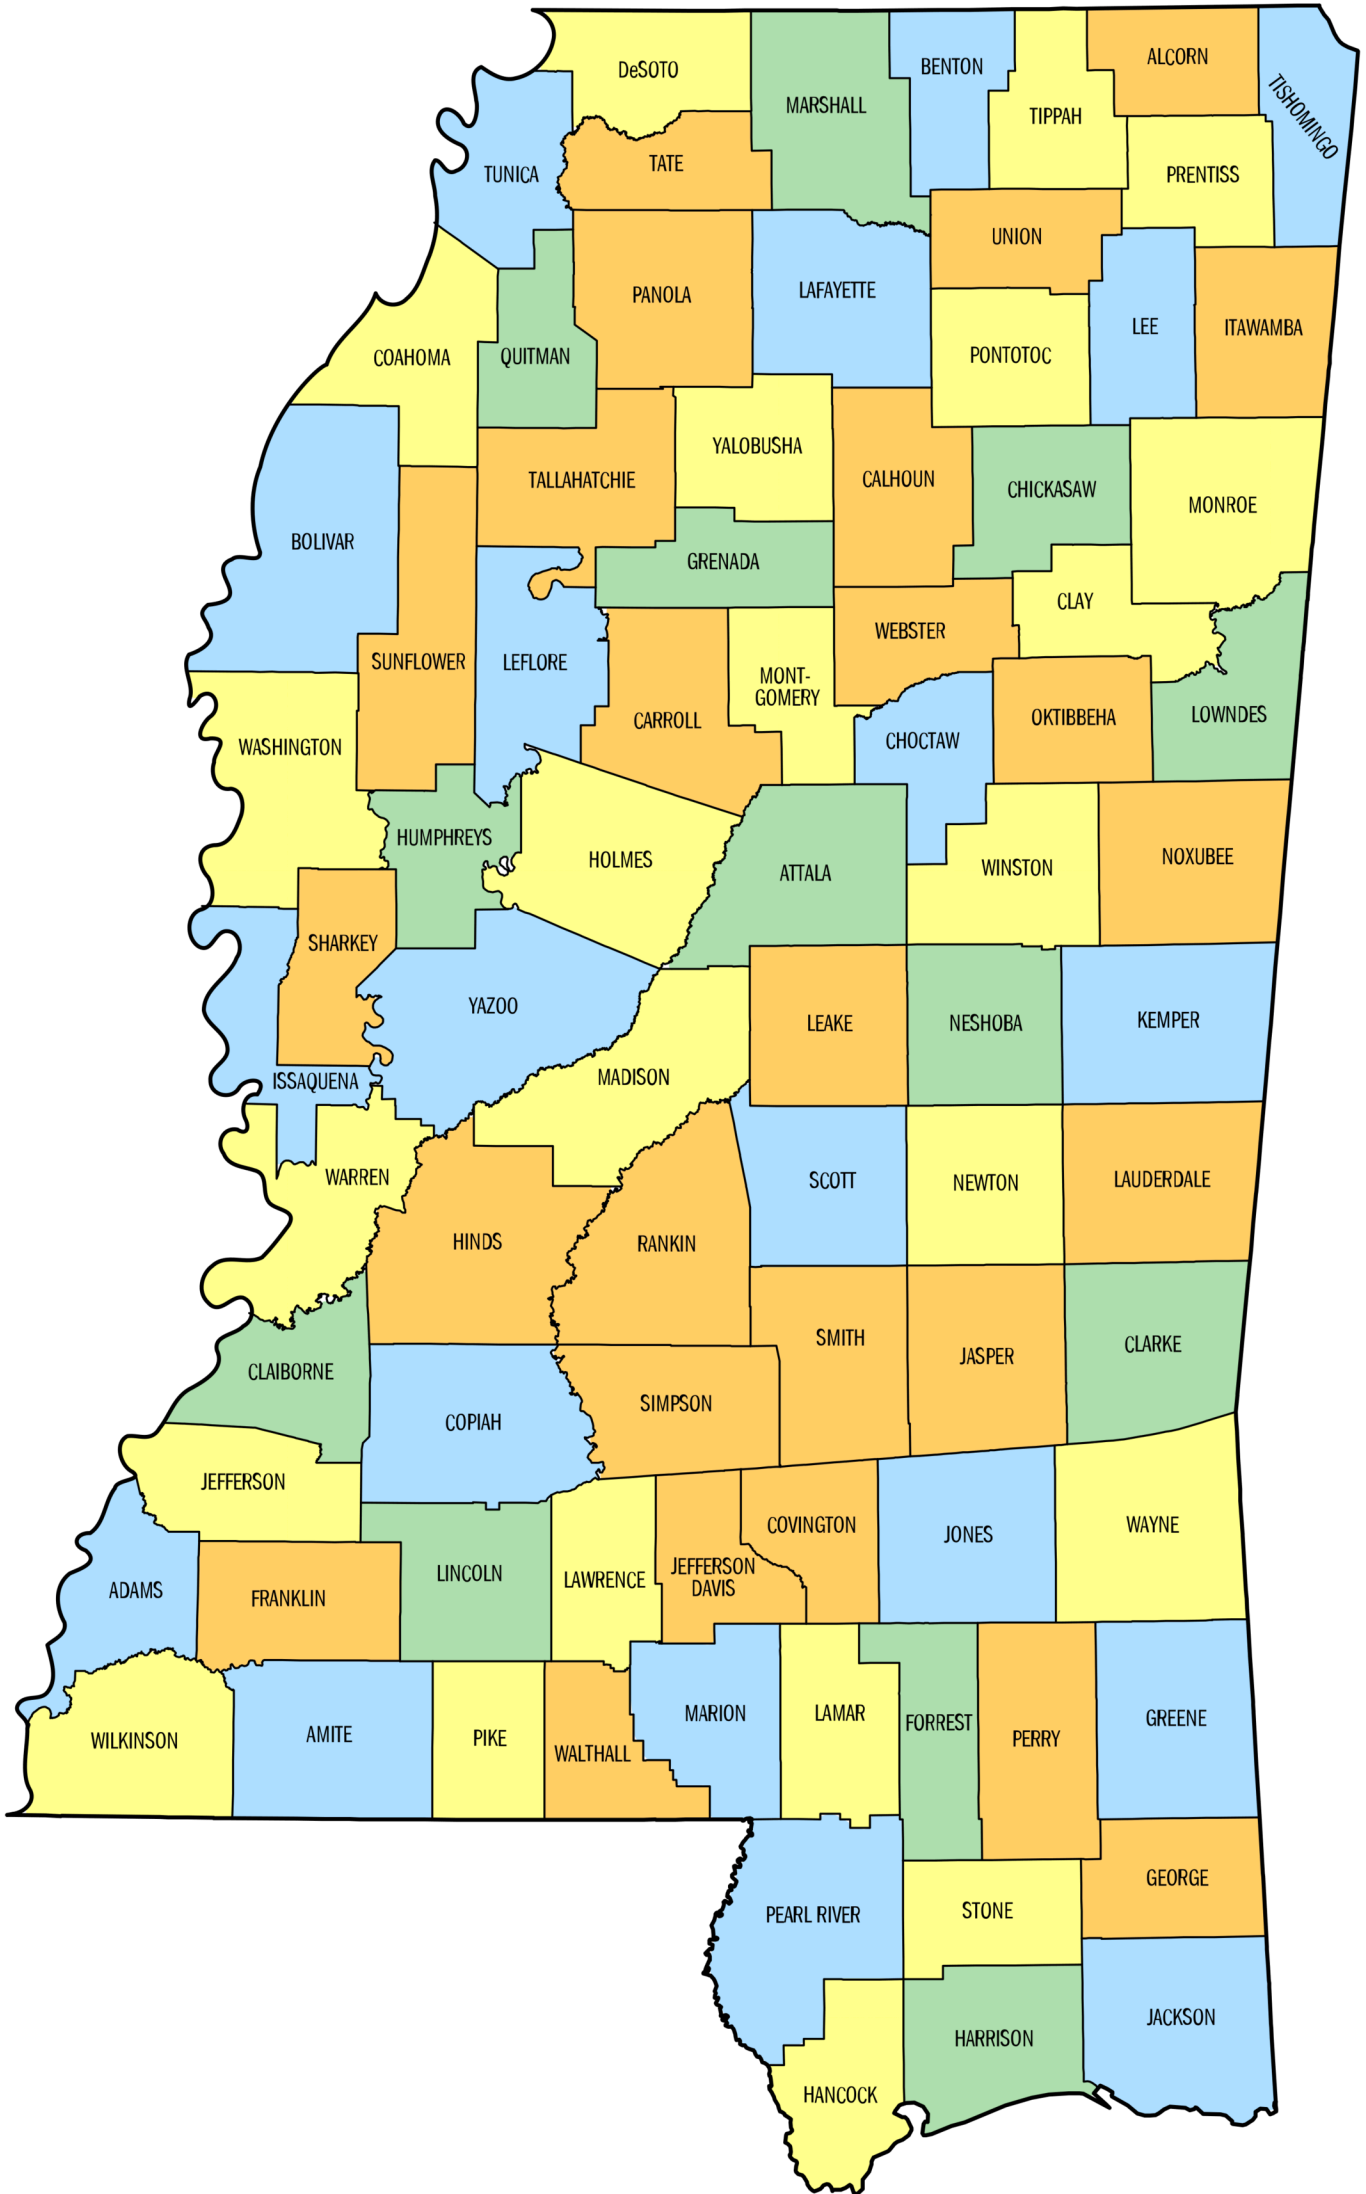 DeSOTO
MARSHALL
BENTON
TIPPAH
ALCORN
TISHOMINGO
TUNICA
TATE
PRENTISS
UNION
PANOLA
LAFAYETTE
LEE
ITAWAMBA
COAHOMA
QUITMAN
PONTOTOC
TALLAHATCHIE
YALOBUSHA
CALHOUN
CHICKASAW
MONROE
BOLIVAR
GRENADA
CLAY
SUNFLOWER
LEFLORE
WEBSTER
CARROLL
MONT-
GOMERY
WASHINGTON
CHOCTAW
OKTIBBEHA
LOWNDES
HUMPHREYS
HOLMES
ATTALA
WINSTON
NOXUBEE
SHARKEY
YAZOO
LEAKE
NESHOBA
KEMPER
ISSAQUENA
MADISON
WARREN
SCOTT
NEWTON
LAUDERDALE
HINDS
RANKIN
SMITH
JASPER
CLARKE
CLAIBORNE
COPIAH
SIMPSON
JEFFERSON
COVINGTON
JONES
WAYNE
ADAMS
FRANKLIN
LINCOLN
LAWRENCE
JEFFERSON
DAVIS
WILKINSON
AMITE
PIKE
WALTHALL
MARION
LAMAR
FORREST
PERRY
GREENE
PEARL RIVER
STONE
GEORGE
HANCOCK
HARRISON
JACKSON